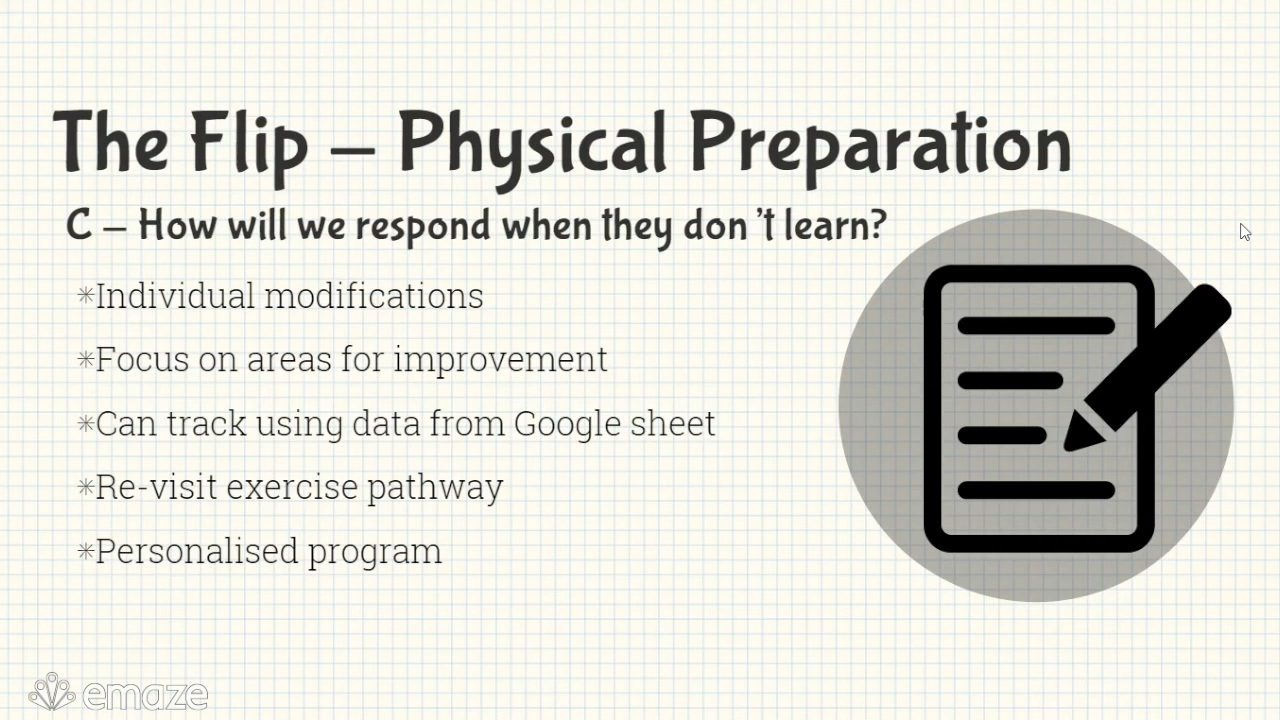 The Flip – Physical Preparation
C – How will we respond when they don 't learn?
*Individual modifications
*Focus on areas for improvement
*Can track using data from Google sheet
*Re-visit exercise pathway
*Personalised program
emaze